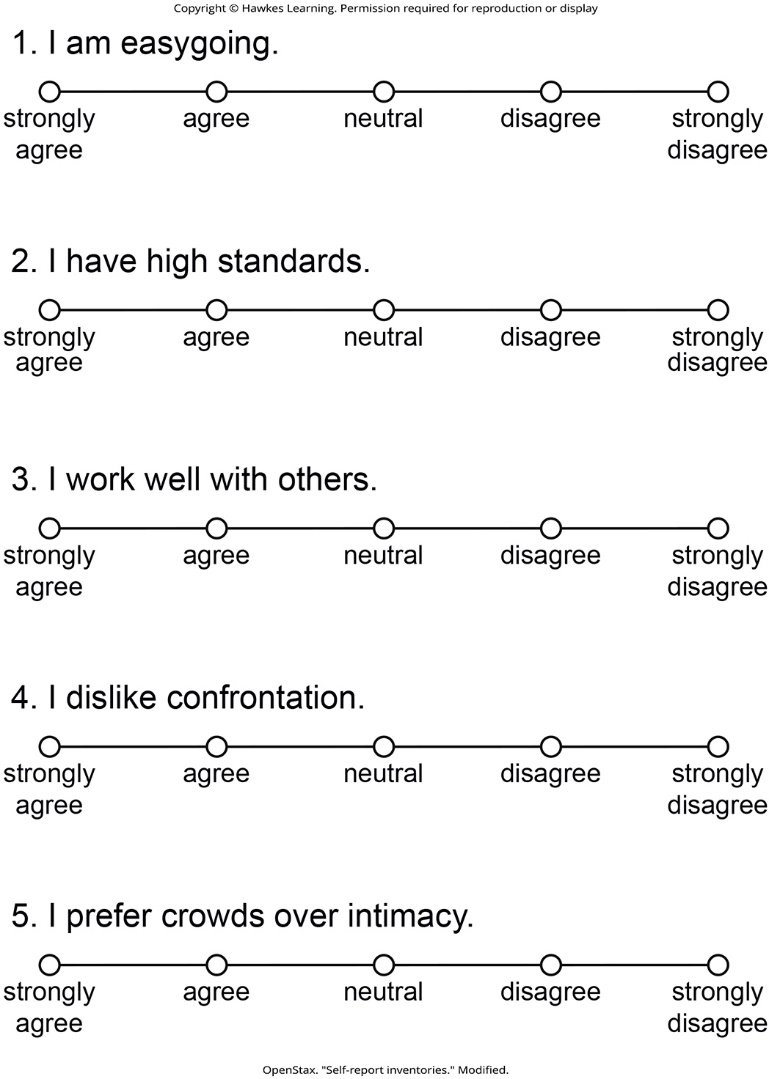 Copyright © Hawkes Learning. Permission required for reproduction or display
1. I am easygoing.
strongly agree neutral disagree strongly
agree disagree
2. I have high standards.
strongly agree neutral disagree strongly
agree disagree
3. I work well with others.
strongly agree neutral disagree strongly
agree disagree
4. I dislike confrontation.
strongly agree neutral disagree strongly
agree disagree
5. I prefer crowds over intimacy.
strongly agree neutral disagree strongly
agree disagree
OpenStax. "Self-report inventories." Modified.